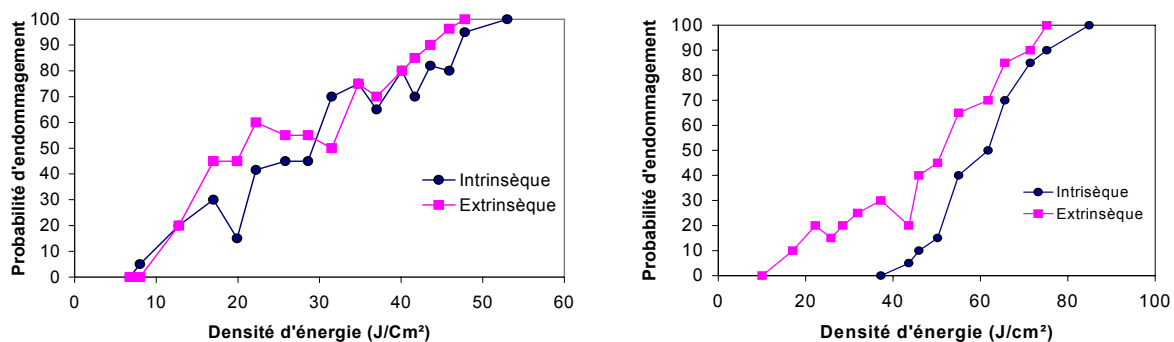 Probabilité d'endommagement
100
90
80
70
60
50
40
30
20
10
0
Intrinsèque
Extrinsèque
0 10 20 30 40 50 60
Densité d'énergie (J/Cm²)
Probabilité d'endommagement
100
90
80
70
60
50
40
30
20
10
0
Intrisèque
Extrinsèque
0 20 40 60 80 100
Densité d'énergie (J/cm²)